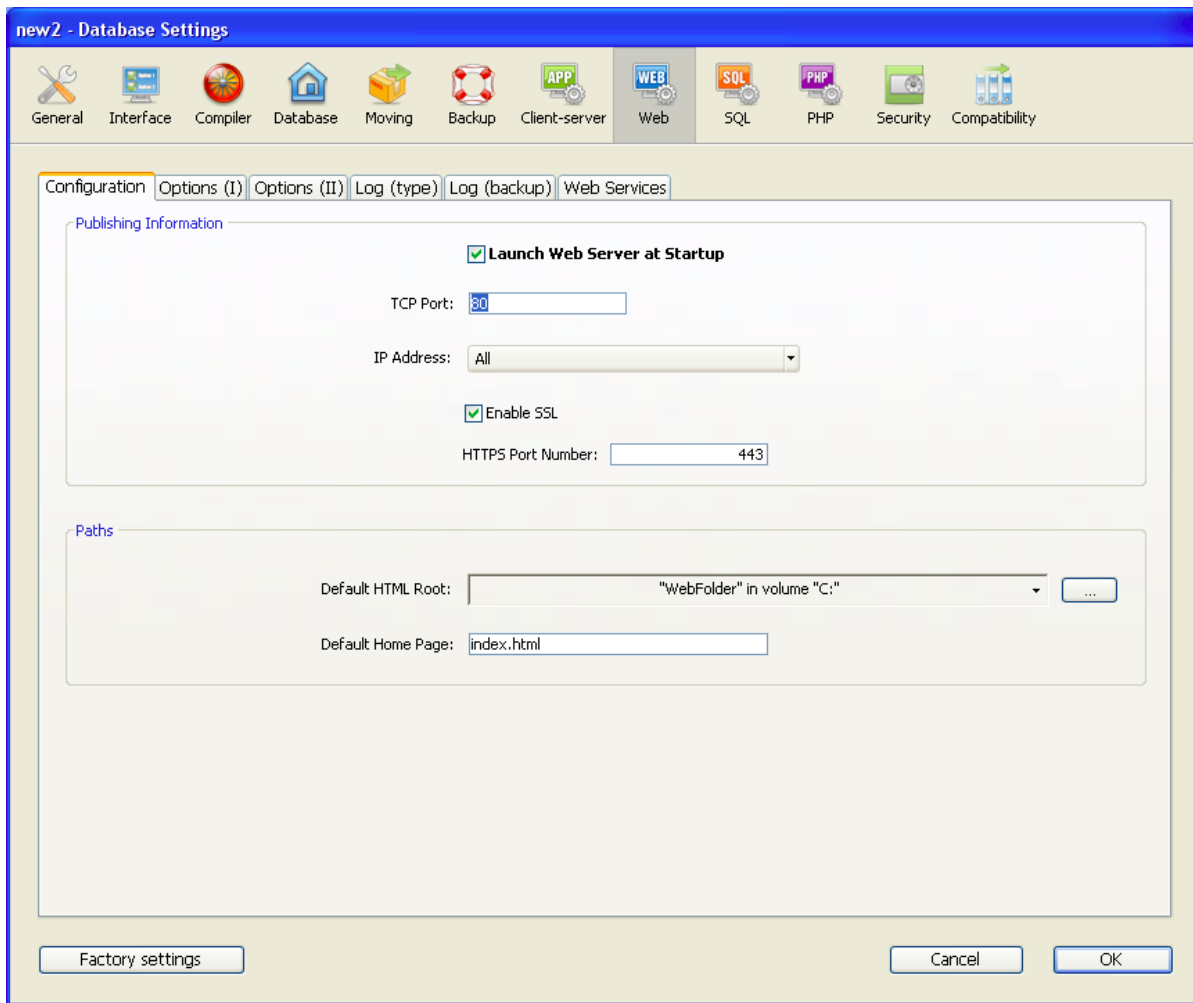 new2 - Database Settings
APP WEB SQL PHP
General Interface Compiler Database Moving Backup Client-server Web SQL PHP Security Compatibility
Configuration Options (I) Options (II) Log (type) Log (backup) Web Services
Publishing Information
Launch Web Server at Startup
TCP Port: 80
IP Address: All
Enable SSL
HTTPS Port Number: 443
Paths
Default HTML Root: "WebFolder" in volume "C:" ...
Default Home Page: index.html
Factory settings Cancel OK